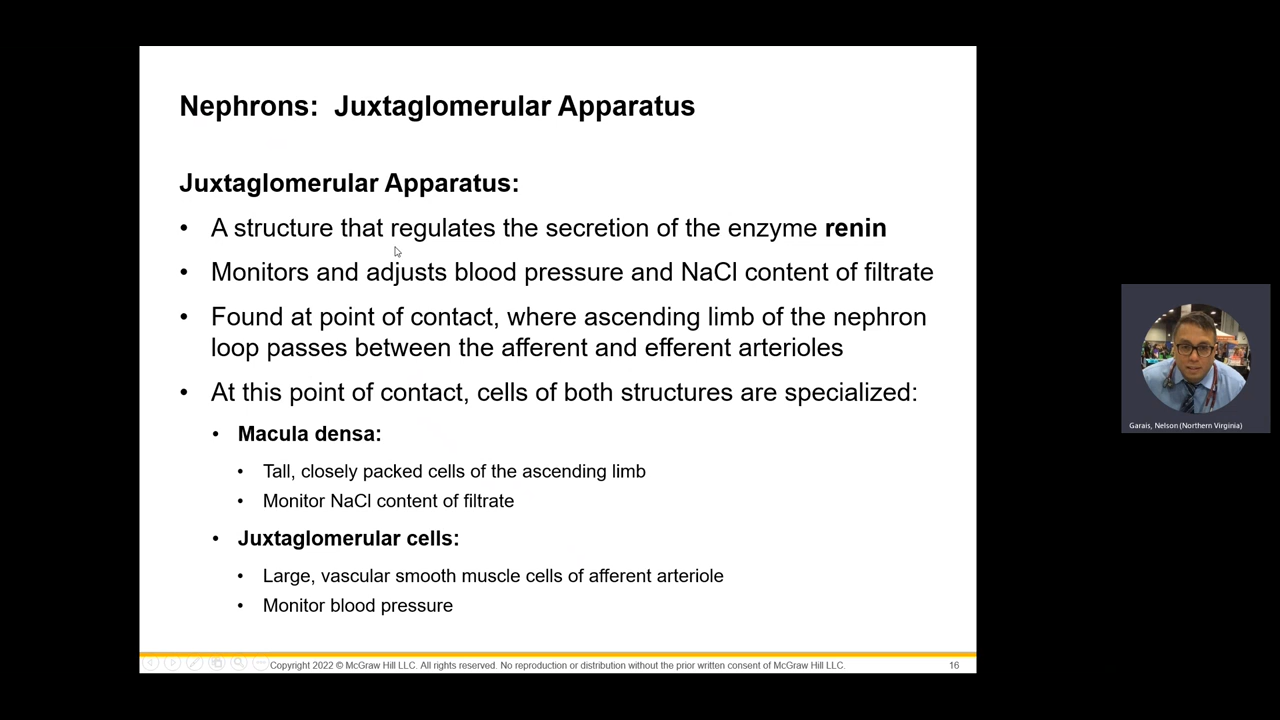 Nephrons:  Juxtaglomerular Apparatus
Juxtaglomerular Apparatus:
• A structure that regulates the secretion of the enzyme renin
• Monitors and adjusts blood pressure and NaCl content of filtrate
• Found at point of contact, where ascending limb of the nephron
loop passes between the afferent and efferent arterioles
• At this point of contact, cells of both structures are specialized:
• Macula densa:
• Tall, closely packed cells of the ascending limb
• Monitor NaCl content of filtrate
• Juxtaglomerular cells:
• Large, vascular smooth muscle cells of afferent arteriole
• Monitor blood pressure
Copyright 2022 © McGraw Hill LLC. All rights reserved. No reproduction or distribution without the prior written consent of McGraw Hill LLC.
16
Garais, Nelson (Northern Virginia)